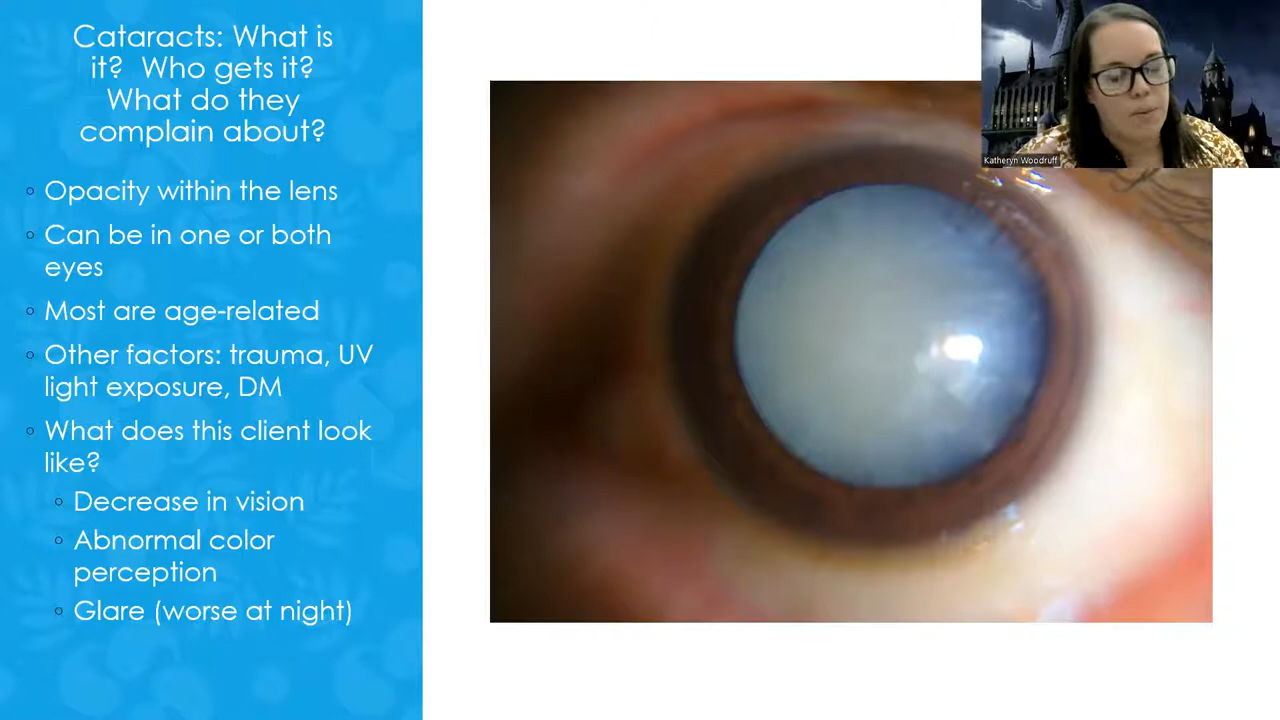 Cataracts: What is
it?  Who gets it?
What do they
complain about?
◦ Opacity within the lens
◦ Can be in one or both
eyes
◦ Most are age-related
◦ Other factors: trauma, UV
light exposure, DM
◦ What does this client look
like?
◦ Decrease in vision
◦ Abnormal color
perception
◦ Glare (worse at night)
Katheryn Woodruff